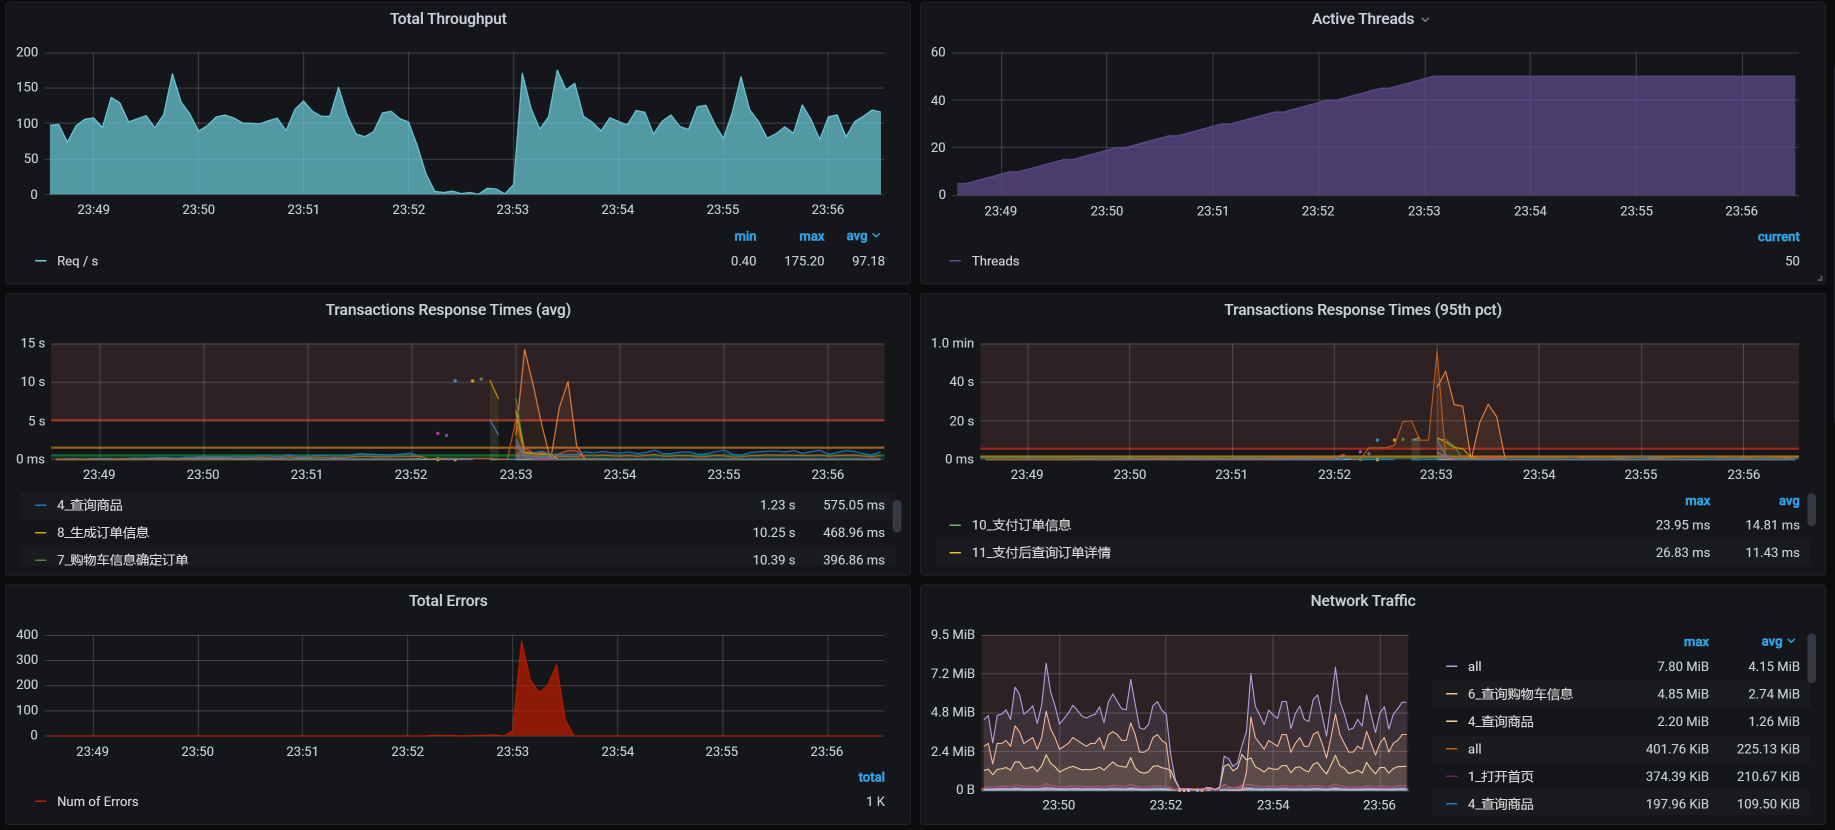 Total Throughput
200
150
100
50
0
23:49 23:50 23:51 23:52 23:53 23:54 23:55 23:56
min max avg
Req / s 0.40 175.20 97.18
Active Threads
60
40
20
0
23:49 23:50 23:51 23:52 23:53 23:54 23:55 23:56
current
Threads 50
Transactions Response Times (avg)
15 s
10 s
5 s
0 ms
23:49 23:50 23:51 23:52 23:53 23:54 23:55 23:56
4_查询商品 1.23 s 575.05 ms
8_生成订单信息 10.25 s 468.96 ms
7_购物车信息确定订单 10.39 s 396.86 ms
Transactions Response Times (95th pct)
1.0 min
40 s
20 s
0 ms
23:49 23:50 23:51 23:52 23:53 23:54 23:55 23:56
max avg
10_支付订单信息 23.95 ms 14.81 ms
11_支付后查询订单详情 26.83 ms 11.43 ms
Total Errors
400
300
200
100
0
23:49 23:50 23:51 23:52 23:53 23:54 23:55 23:56
total
Num of Errors 1 K
Network Traffic
9.5 MiB
7.2 MiB
4.8 MiB
2.4 MiB
0 B
23:50 23:52 23:54 23:56
max avg
all 7.80 MiB 4.15 MiB
6_查询购物车信息 4.85 MiB 2.74 MiB
4_查询商品 2.20 MiB 1.26 MiB
all 401.76 KiB 225.13 KiB
1_打开首页 374.39 KiB 210.67 KiB
4_查询商品 197.96 KiB 109.50 KiB